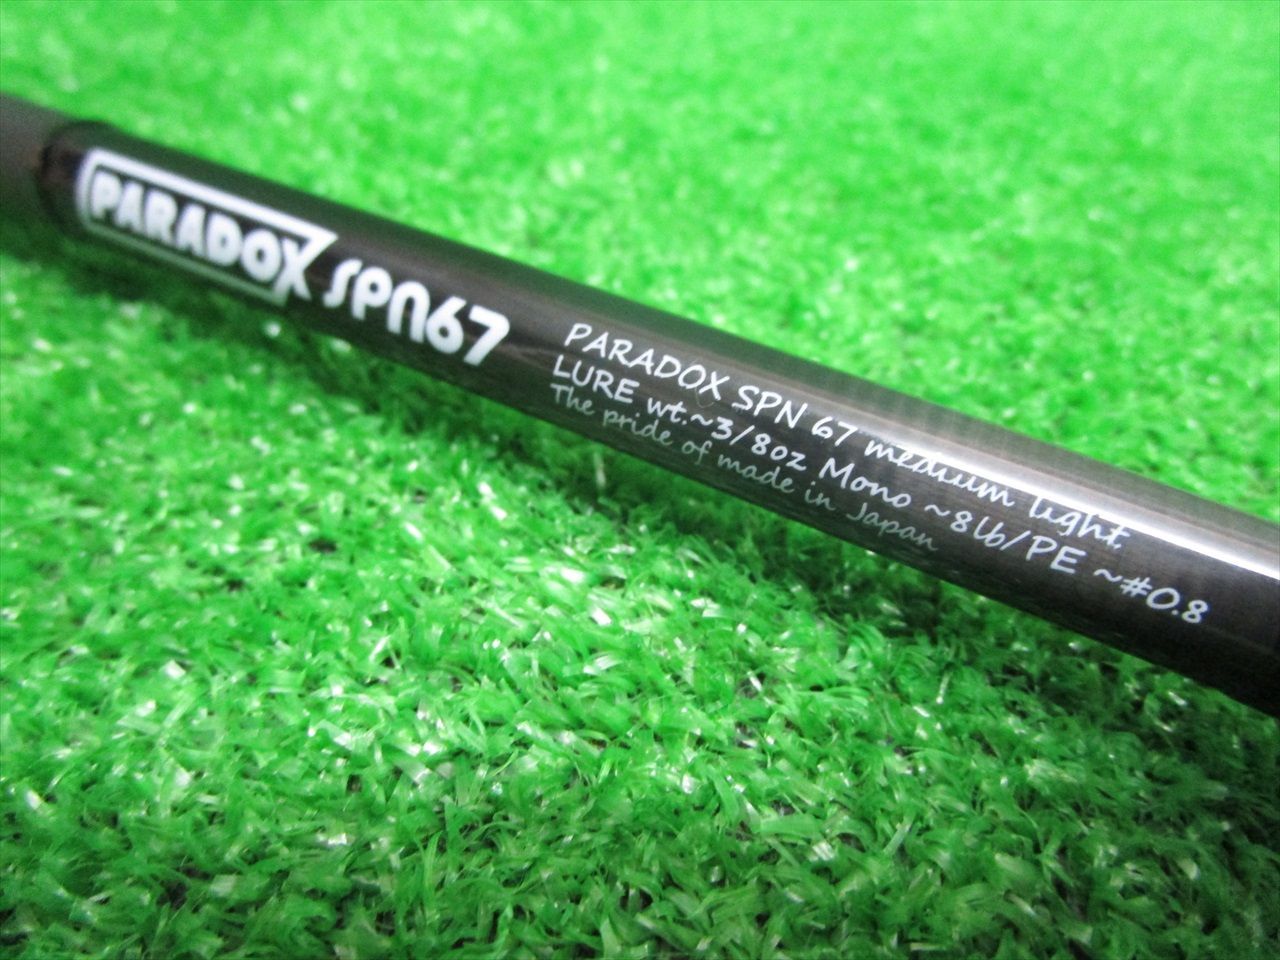 PARADOX SPN67
PARADOX SPN 67 medium light,
LURE wt.~3/8oz Mono ~8lb/PE ~#0.8
The pride of made in Japan